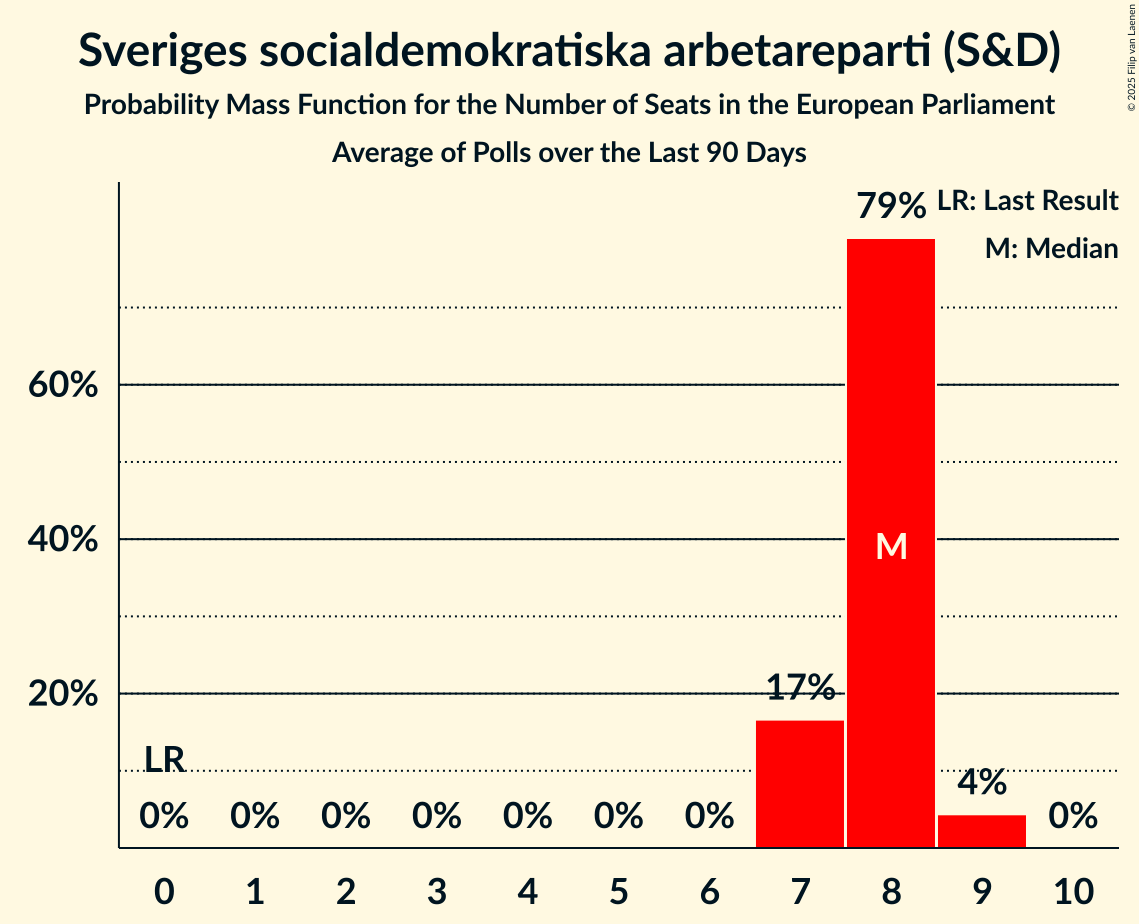 Sveriges socialdemokratiska arbetareparti (S&D)
Probability Mass Function for the Number of Seats in the European Parliament
Average of Polls over the Last 90 Days
© 2025 Filip van Laenen
LR: Last Result
M: Median
79%
60%
40%
M
20%
17%
LR
4%
0% 0% 0% 0% 0% 0% 0% 0%
0 1 2 3 4 5 6 7 8 9 10